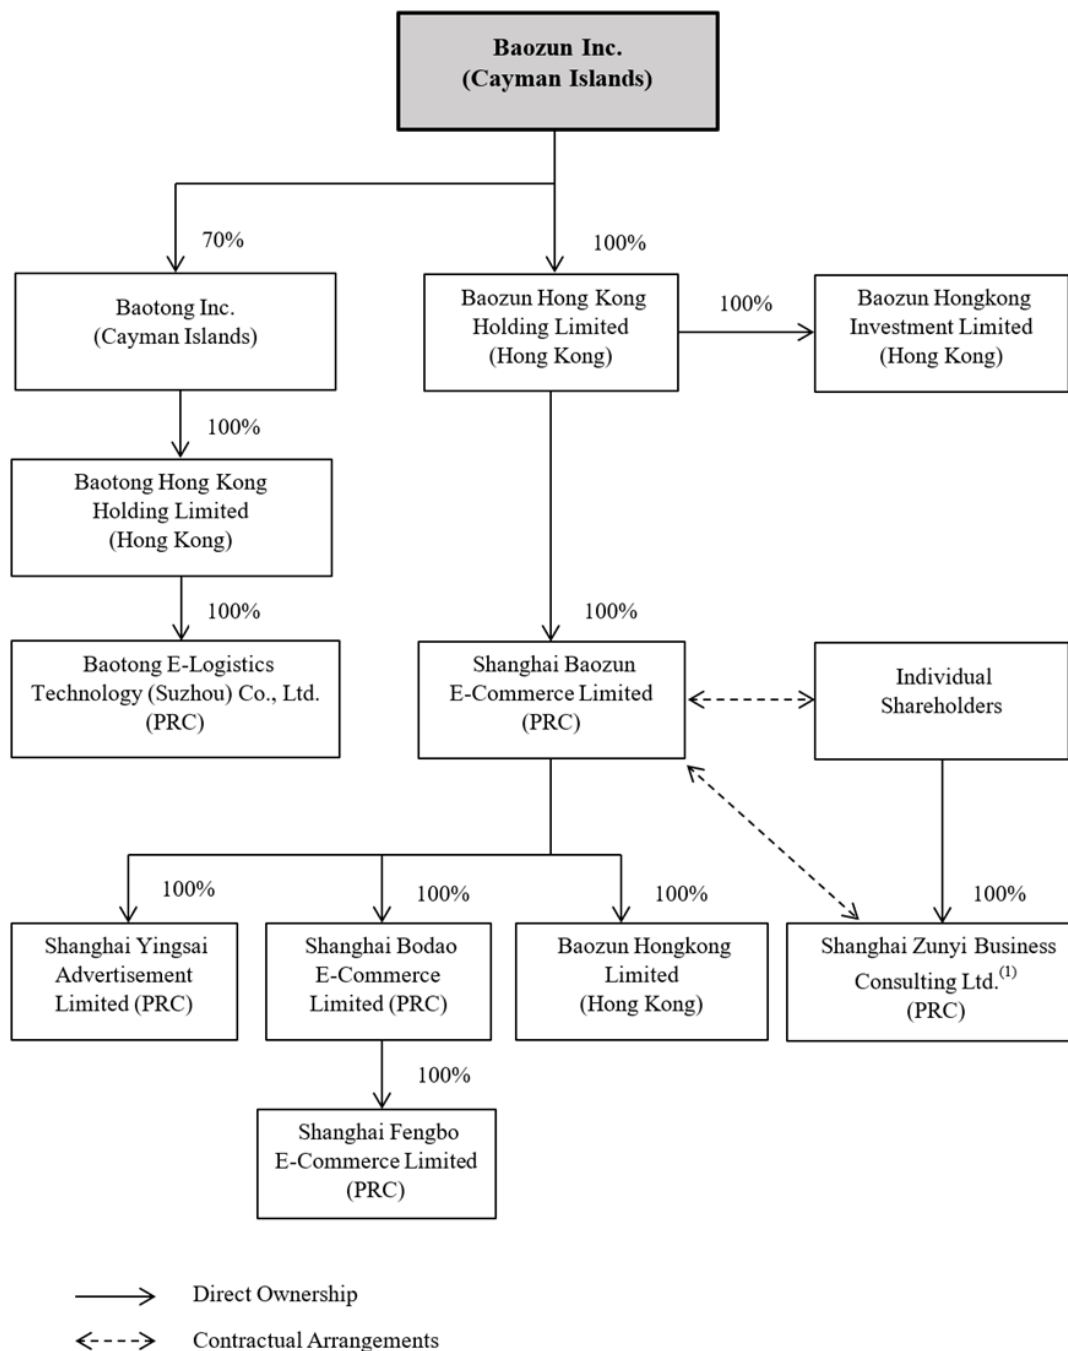 Baozun Inc.
(Cayman Islands)
70%
100%
Baotong Inc.
(Cayman Islands)
Baozun Hong Kong
Holding Limited
(Hong Kong)
100%
Baozun Hongkong
Investment Limited
(Hong Kong)
100%
Baotong Hong Kong
Holding Limited
(Hong Kong)
100%
100%
Baotong E-Logistics
Technology (Suzhou) Co., Ltd.
(PRC)
Shanghai Baozun
E-Commerce Limited
(PRC)
Individual
Shareholders
100%
100%
100%
100%
Shanghai Yingsai
Advertisement
Limited (PRC)
Shanghai Bodao
E-Commerce
Limited (PRC)
Baozun Hongkong
Limited
(Hong Kong)
Shanghai Zunyi Business
Consulting Ltd.(1)
(PRC)
100%
Shanghai Fengbo
E-Commerce Limited
(PRC)
Direct Ownership
Contractual Arrangements